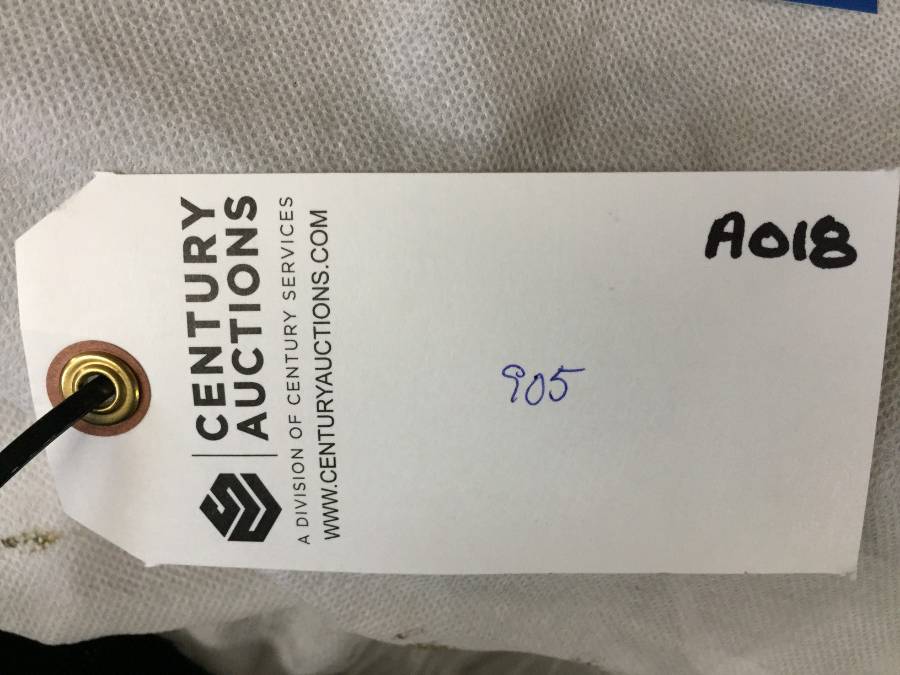 CENTURY
AUCTIONS
A DIVISION OF CENTURY SERVICES
WWW.CENTURYAUCTIONS.COM
905
A018